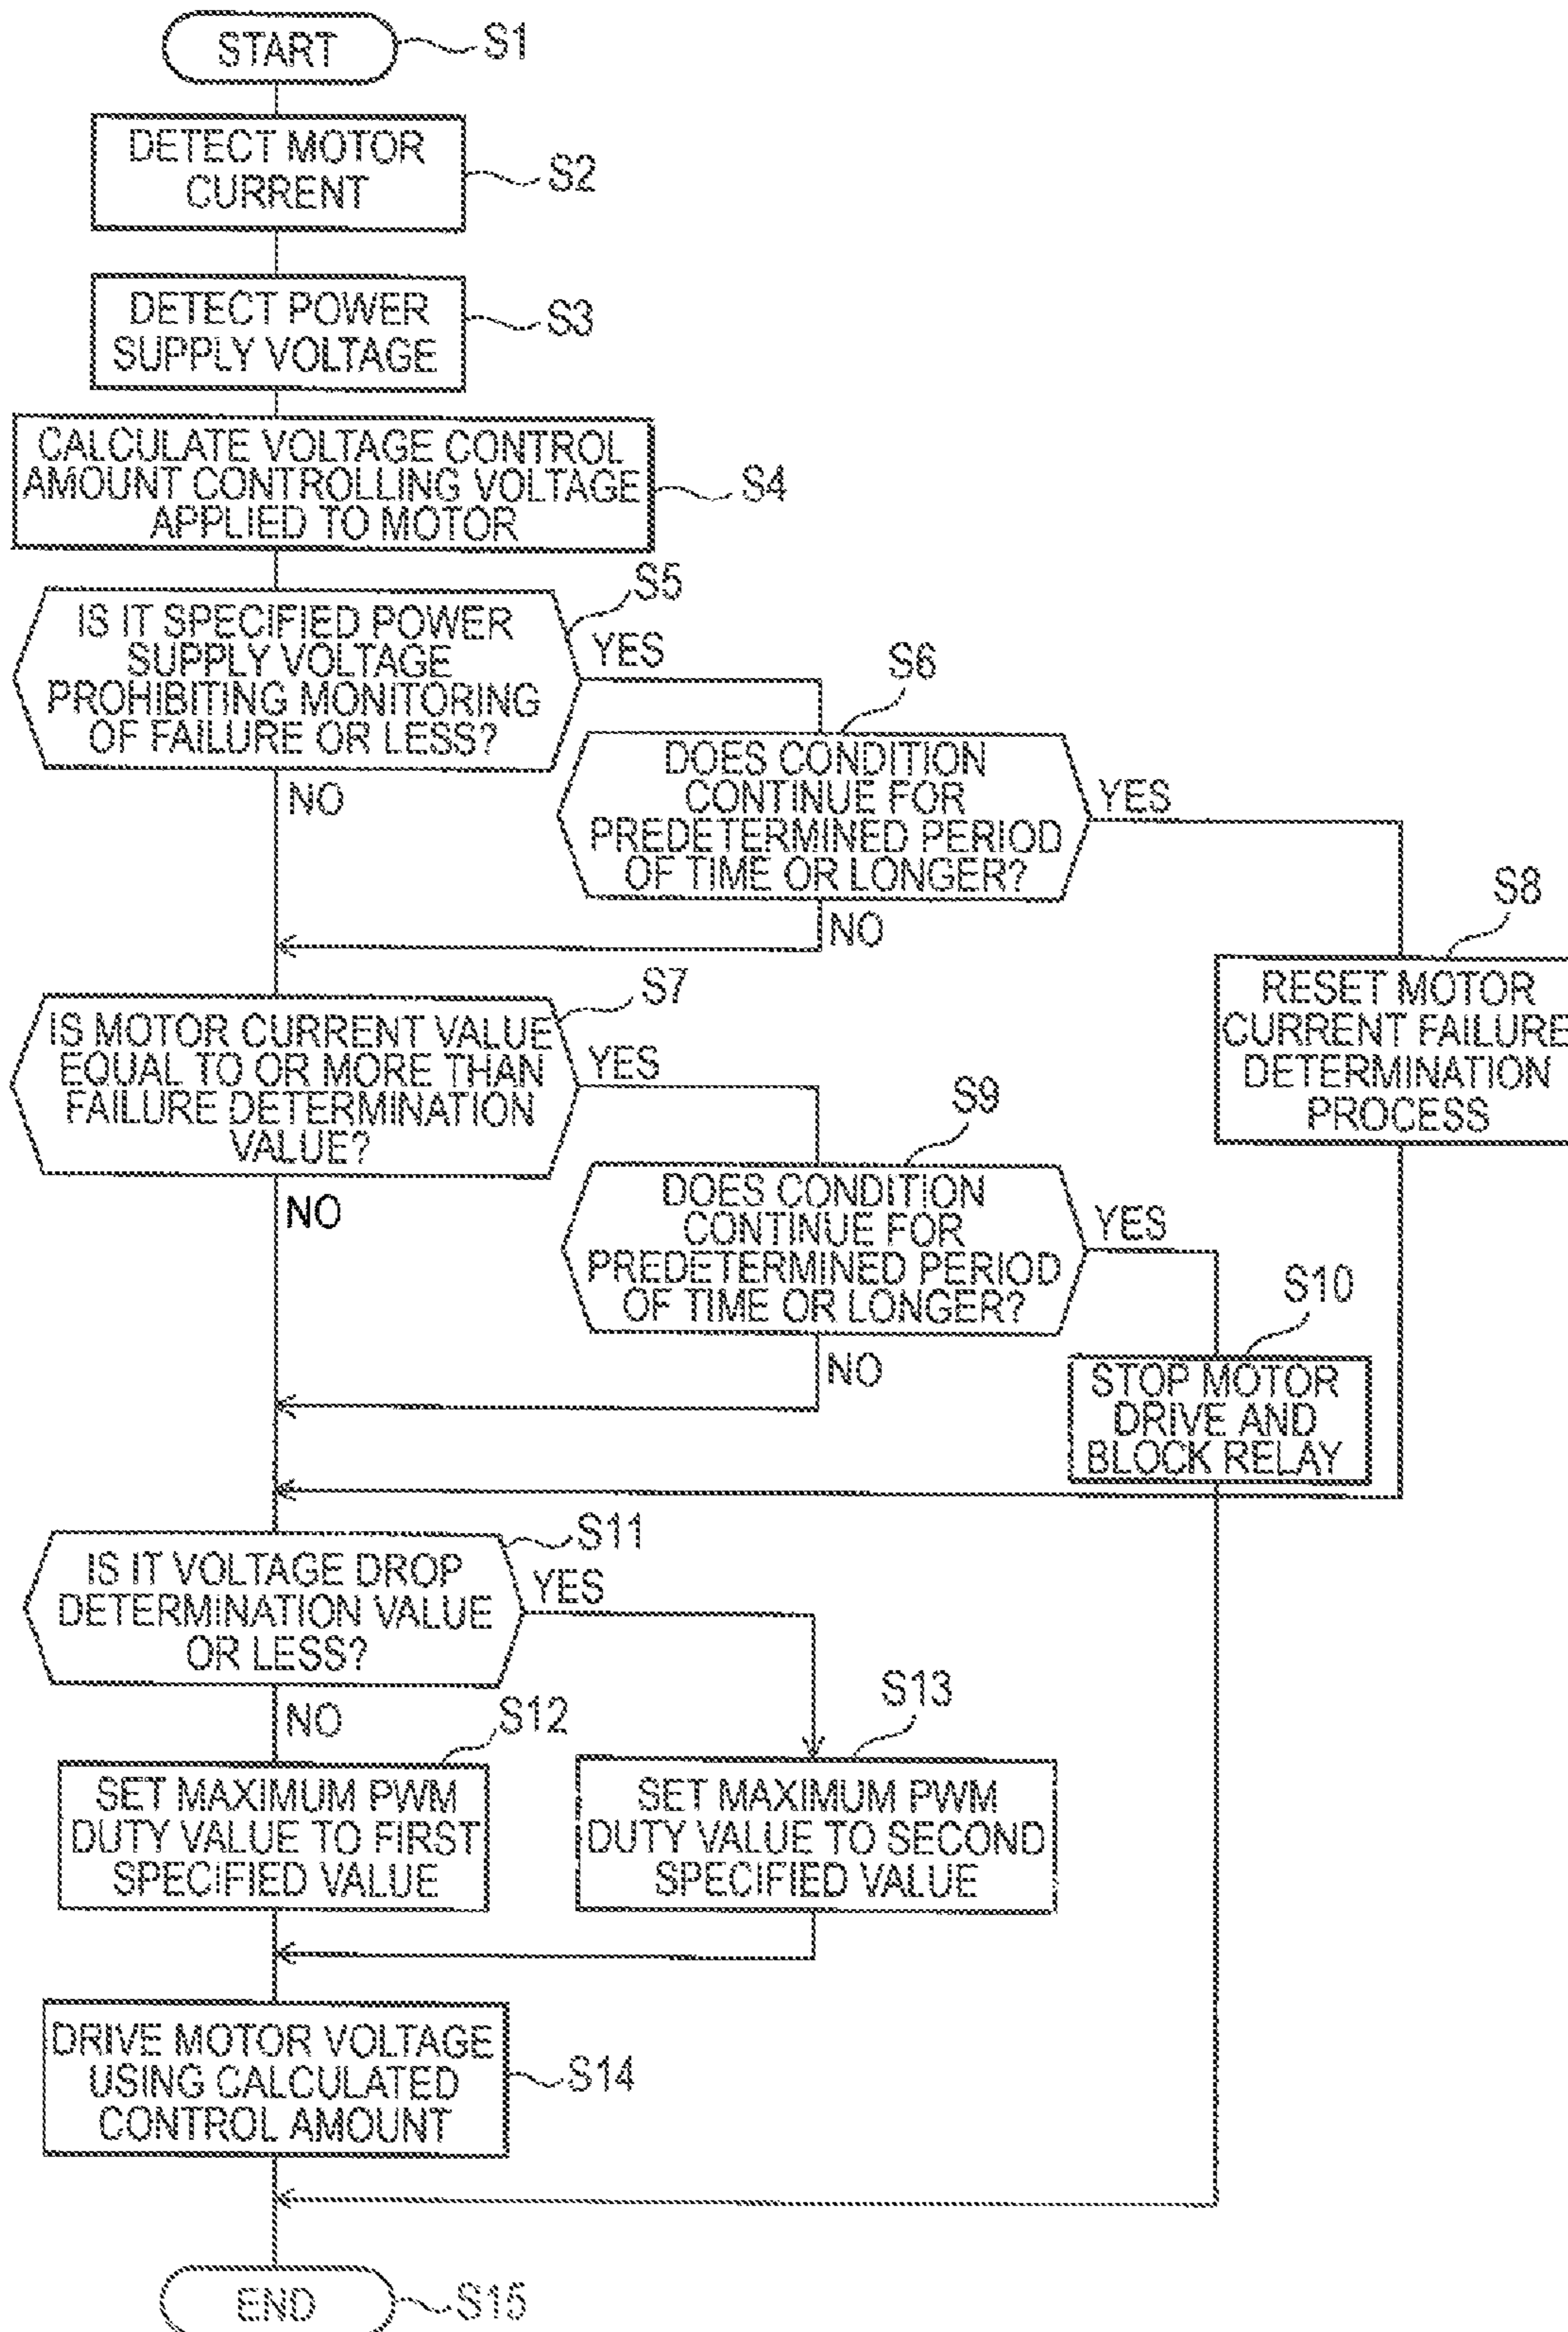 START
S1
DETECT MOTOR
CURRENT
S2
DETECT POWER
SUPPLY VOLTAGE
S3
CALCULATE VOLTAGE CONTROL
AMOUNT CONTROLLING VOLTAGE
APPLIED TO MOTOR
S4
IS IT SPECIFIED POWER
SUPPLY VOLTAGE
PROHIBITING MONITORING
OF FAILURE OR LESS?
S5
YES
NO
S6
DOES CONDITION
CONTINUE FOR
PREDETERMINED PERIOD
OF TIME OR LONGER?
YES
NO
S8
RESET MOTOR
CURRENT FAILURE
DETERMINATION
PROCESS
S7
IS MOTOR CURRENT VALUE
EQUAL TO OR MORE THAN
FAILURE DETERMINATION
VALUE?
YES
NO
S9
DOES CONDITION
CONTINUE FOR
PREDETERMINED PERIOD
OF TIME OR LONGER?
YES
NO
S10
STOP MOTOR
DRIVE AND
BLOCK RELAY
S11
IS IT VOLTAGE DROP
DETERMINATION VALUE
OR LESS?
YES
NO
S12
SET MAXIMUM PWM
DUTY VALUE TO FIRST
SPECIFIED VALUE
S13
SET MAXIMUM PWM
DUTY VALUE TO SECOND
SPECIFIED VALUE
DRIVE MOTOR VOLTAGE
USING CALCULATED
CONTROL AMOUNT
S14
END
S15